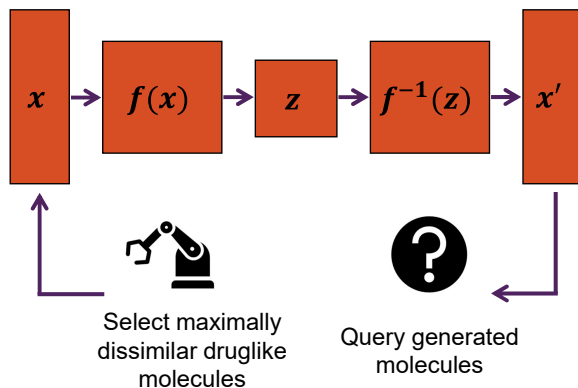 x
f(x)
z
f⁻¹(z)
x′
?
Select maximally
dissimilar druglike
molecules
Query generated
molecules